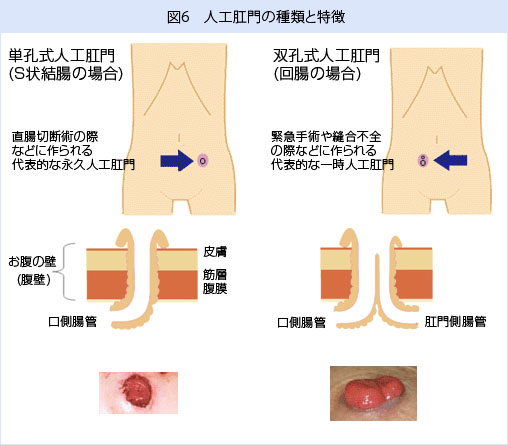 図6 人工肛門の種類と特徴
単孔式人工肛門
(S状結腸の場合)
直腸切断術の際
などに作られる
代表的な永久人工肛門
双孔式人工肛門
(回腸の場合)
緊急手術や縫合不全
の際などに作られる
代表的な一時人工肛門
お腹の壁
(腹壁)
皮膚
筋層
腹膜
口側腸管
口側腸管
肛門側腸管